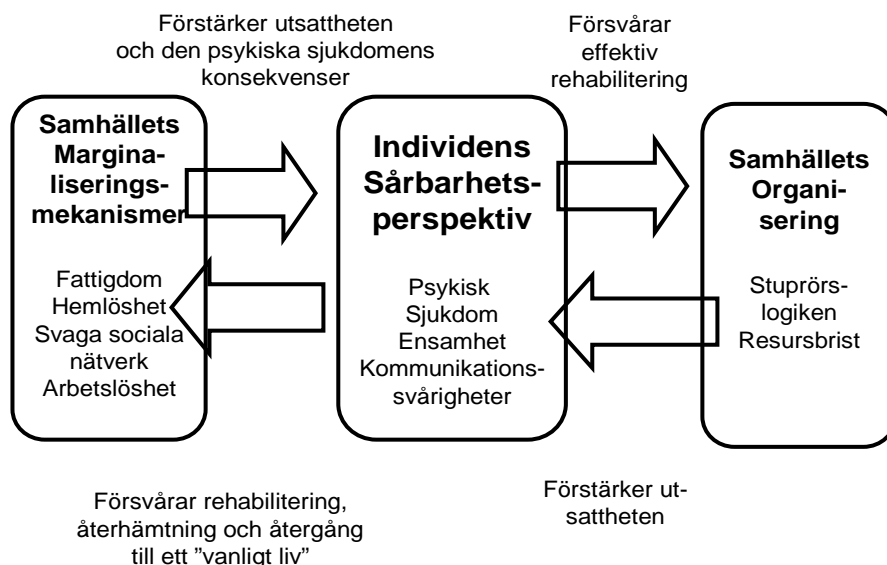 Förstärker utsattheten
och den psykiska sjukdomens
konsekvenser
Försvårar
effektiv
rehabilitering
Samhällets
Margina-
liserings-
mekanismer
Fattigdom
Hemlöshet
Svaga sociala
nätverk
Arbetslöshet
Individens
Sårbarhets-
perspektiv
Psykisk
Sjukdom
Ensamhet
Kommunikations-
svårigheter
Samhällets
Organi-
sering
Stuprörs-
logiken
Resursbrist
Försvårar rehabilitering,
återhämtning och återgång
till ett ”vanligt liv”
Förstärker ut-
sattheten